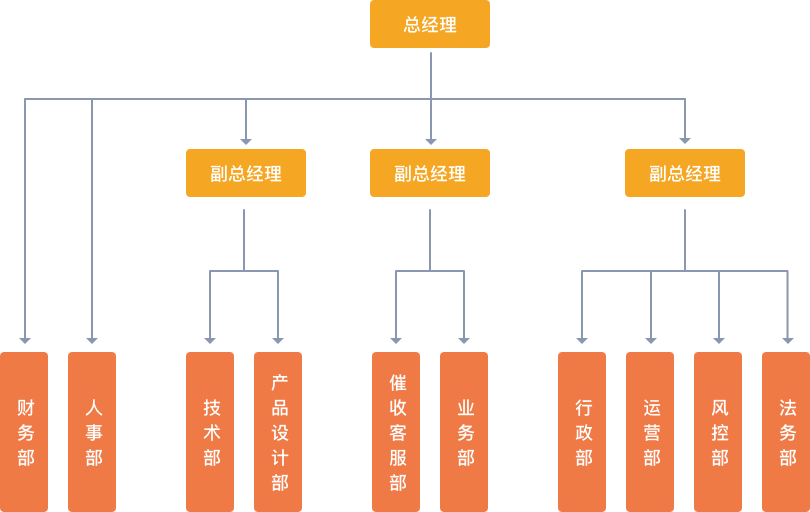 总经理
副总经理
副总经理
副总经理
财务部
人事部
技术部
产品设计部
催收客服部
业务部
行政部
运营部
风控部
法务部